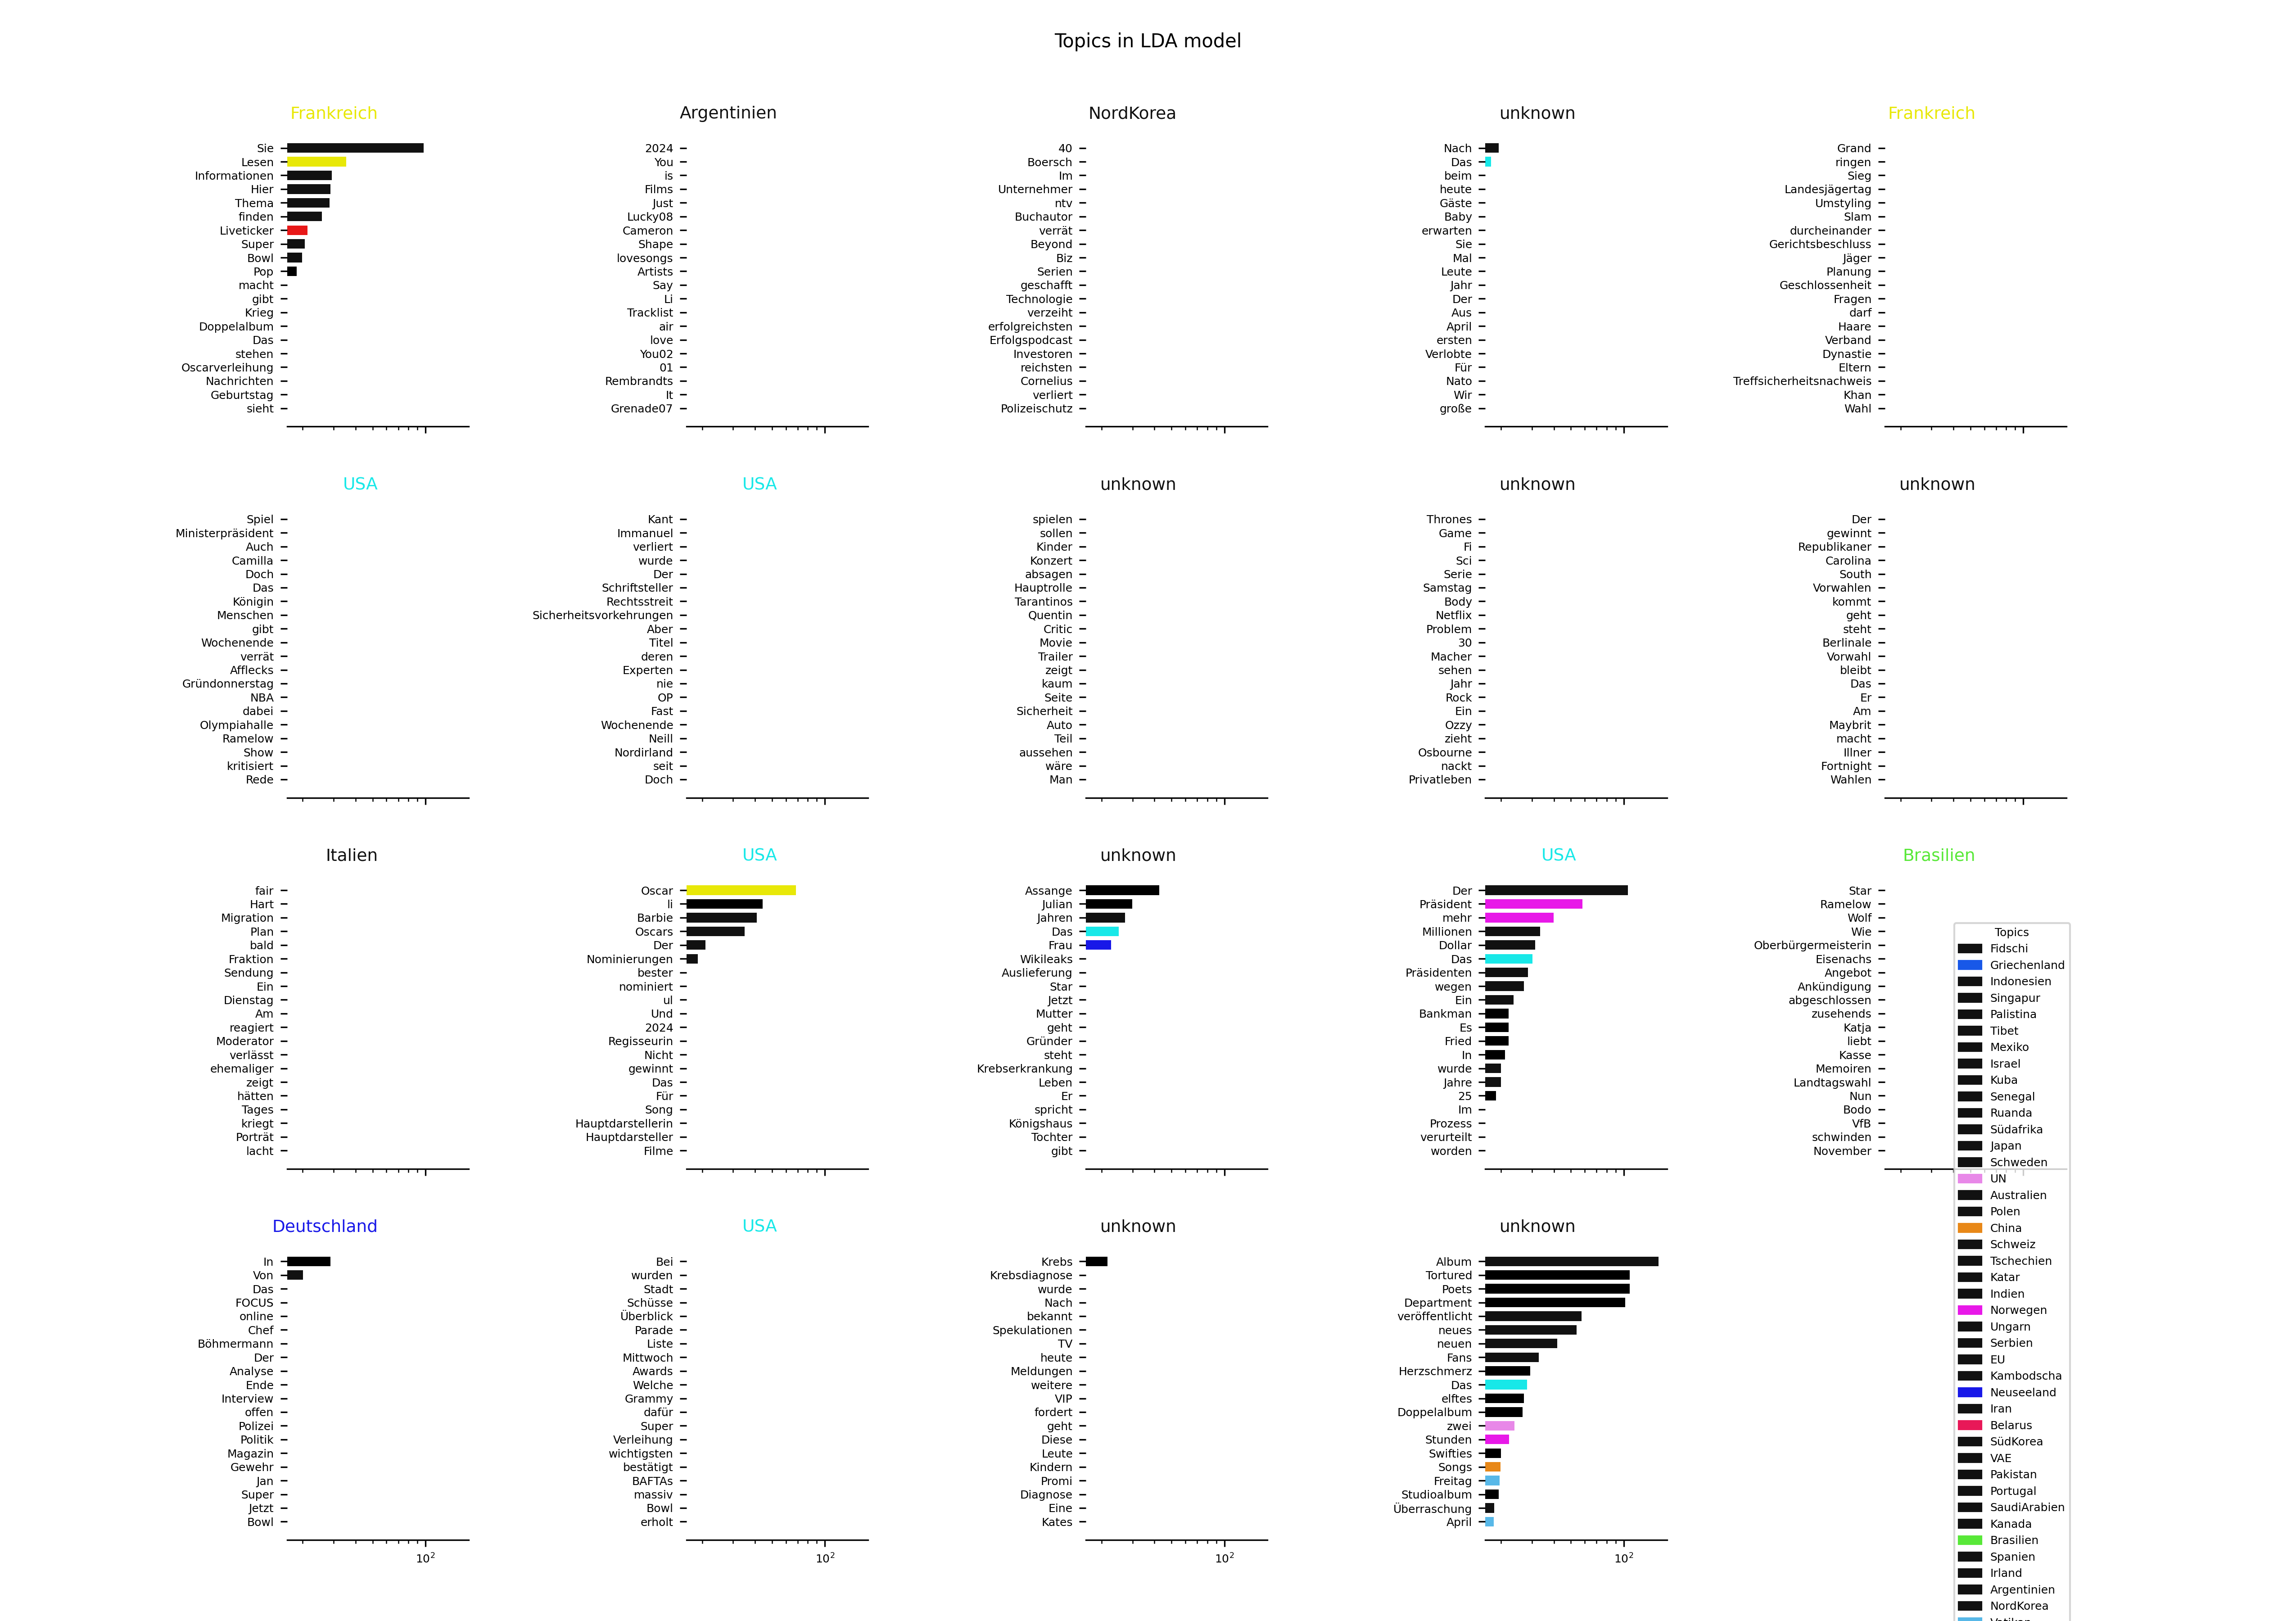 Topics in LDA model
Frankreich
Sie
Lesen
Informationen
Hier
Thema
finden
Liveticker
Super
Bowl
Pop
macht
gibt
Krieg
Doppelalbum
Das
stehen
Oscarverleihung
Nachrichten
Geburtstag
sieht
Argentinien
2024
You
is
Films
Just
Lucky08
Cameron
Shape
lovesongs
Artists
Say
Li
Tracklist
air
love
You02
01
Rembrandts
It
Grenade07
NordKorea
40
Boersch
Im
Unternehmer
ntv
Buchautor
verrät
Beyond
Biz
Serien
geschafft
Technologie
verzeiht
erfolgreichsten
Erfolgspodcast
Investoren
reichsten
Cornelius
verliert
Polizeischutz
unknown
Nach
Das
beim
heute
Gäste
Baby
erwarten
Sie
Mal
Leute
Jahr
Der
Aus
April
ersten
Verlobte
Für
Nato
Wir
große
Frankreich
Grand
ringen
Sieg
Landesjägertag
Umstyling
Slam
durcheinander
Gerichtsbeschluss
Jäger
Planung
Geschlossenheit
Fragen
darf
Haare
Verband
Dynastie
Eltern
Treffsicherheitsnachweis
Khan
Wahl
USA
Spiel
Ministerpräsident
Auch
Camilla
Doch
Das
Königin
Menschen
gibt
Wochenende
verrät
Afflecks
Gründonnerstag
NBA
dabei
Olympiahalle
Ramelow
Show
kritisiert
Rede
USA
Kant
Immanuel
verliert
wurde
Der
Schriftsteller
Rechtsstreit
Sicherheitsvorkehrungen
Aber
Titel
deren
Experten
nie
OP
Fast
Wochenende
Neill
Nordirland
seit
Doch
unknown
spielen
sollen
Kinder
Konzert
absagen
Hauptrolle
Tarantinos
Quentin
Critic
Movie
Trailer
zeigt
kaum
Seite
Sicherheit
Auto
Teil
aussehen
wäre
Man
unknown
Thrones
Game
Fi
Sci
Serie
Samstag
Body
Netflix
Problem
30
Macher
sehen
Jahr
Rock
Ein
Ozzy
zieht
Osbourne
nackt
Privatleben
unknown
Der
gewinnt
Republikaner
Carolina
South
Vorwahlen
kommt
geht
steht
Berlinale
Vorwahl
bleibt
Das
Er
Am
Maybrit
macht
Illner
Fortnight
Wahlen
Italien
fair
Hart
Migration
Plan
bald
Fraktion
Sendung
Ein
Dienstag
Am
reagiert
Moderator
verlässt
ehemaliger
zeigt
hätten
Tages
kriegt
Porträt
lacht
USA
Oscar
li
Barbie
Oscars
Der
Nominierungen
bester
nominiert
ul
Und
2024
Regisseurin
Nicht
gewinnt
Das
Für
Song
Hauptdarstellerin
Hauptdarsteller
Filme
unknown
Assange
Julian
Jahren
Das
Frau
Wikileaks
Auslieferung
Star
Jetzt
Mutter
geht
Gründer
steht
Krebserkrankung
Leben
Er
spricht
Königshaus
Tochter
gibt
USA
Der
Präsident
mehr
Millionen
Dollar
Das
Präsidenten
wegen
Ein
Bankman
Es
Fried
In
wurde
Jahre
25
Im
Prozess
verurteilt
worden
Brasilien
Star
Ramelow
Wolf
Wie
Oberbürgermeisterin
Eisenachs
Angebot
Ankündigung
abgeschlossen
zusehends
Katja
liebt
Kasse
Memoiren
Landtagswahl
Nun
Bodo
VfB
schwinden
November
Deutschland
In
Von
Das
FOCUS
online
Chef
Böhmermann
Der
Analyse
Ende
Interview
offen
Polizei
Politik
Magazin
Gewehr
Jan
Super
Jetzt
Bowl
10²
USA
Bei
wurden
Stadt
Schüsse
Überblick
Parade
Liste
Mittwoch
Awards
Welche
Grammy
dafür
Super
Verleihung
wichtigsten
bestätigt
BAFTAs
massiv
Bowl
erholt
10²
unknown
Krebs
Krebsdiagnose
wurde
Nach
bekannt
Spekulationen
TV
heute
Meldungen
weitere
VIP
fordert
geht
Diese
Leute
Kindern
Promi
Diagnose
Eine
Kates
10²
unknown
Album
Tortured
Poets
Department
veröffentlicht
neues
neuen
Fans
Herzschmerz
Das
elftes
Doppelalbum
zwei
Stunden
Swifties
Songs
Freitag
Studioalbum
Überraschung
April
10²
Topics
Fidschi
Griechenland
Indonesien
Singapur
Palistina
Tibet
Mexiko
Israel
Kuba
Senegal
Ruanda
Südafrika
Japan
Schweden
UN
Australien
Polen
China
Schweiz
Tschechien
Katar
Indien
Norwegen
Ungarn
Serbien
EU
Kambodscha
Neuseeland
Iran
Belarus
SüdKorea
VAE
Pakistan
Portugal
SaudiArabien
Kanada
Brasilien
Spanien
Irland
Argentinien
NordKorea